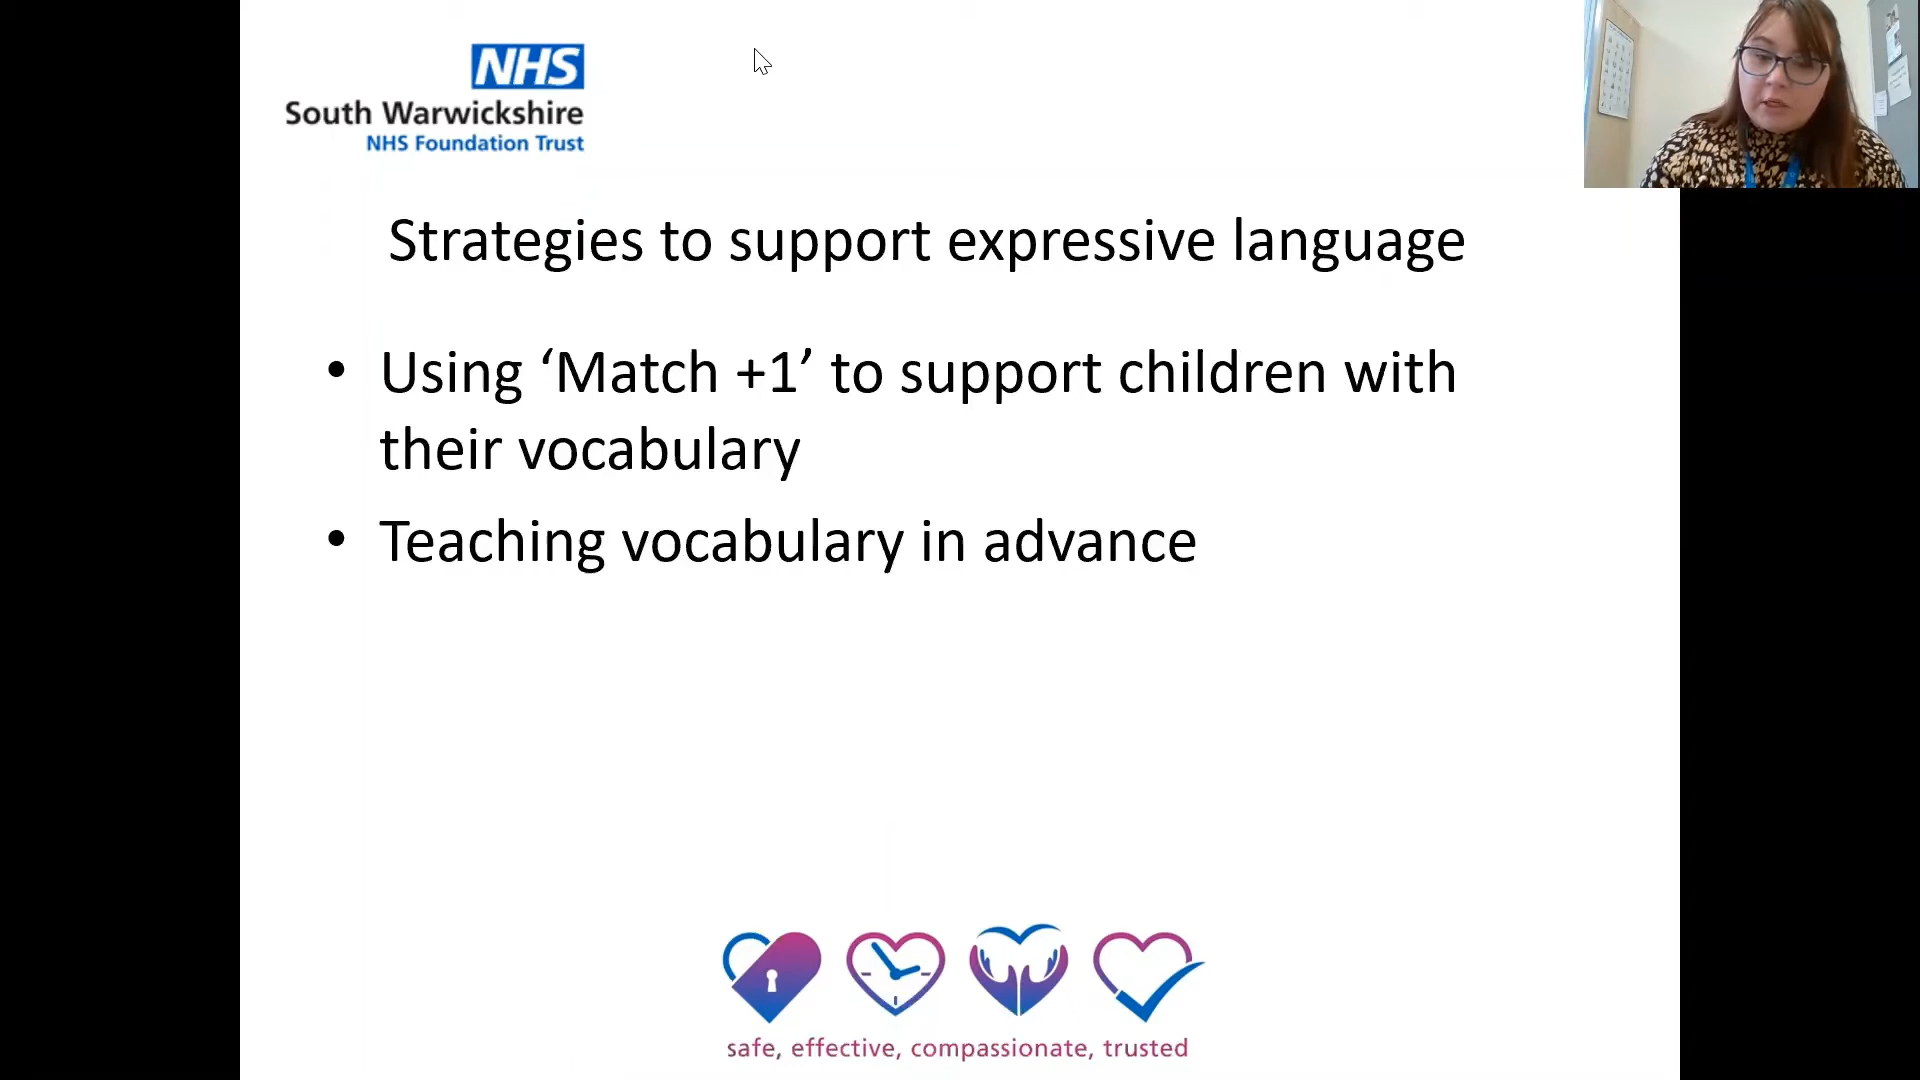 NHS
South Warwickshire
NHS Foundation Trust
Strategies to support expressive language
• Using ‘Match +1’ to support children with
their vocabulary
• Teaching vocabulary in advance
safe, effective, compassionate, trusted